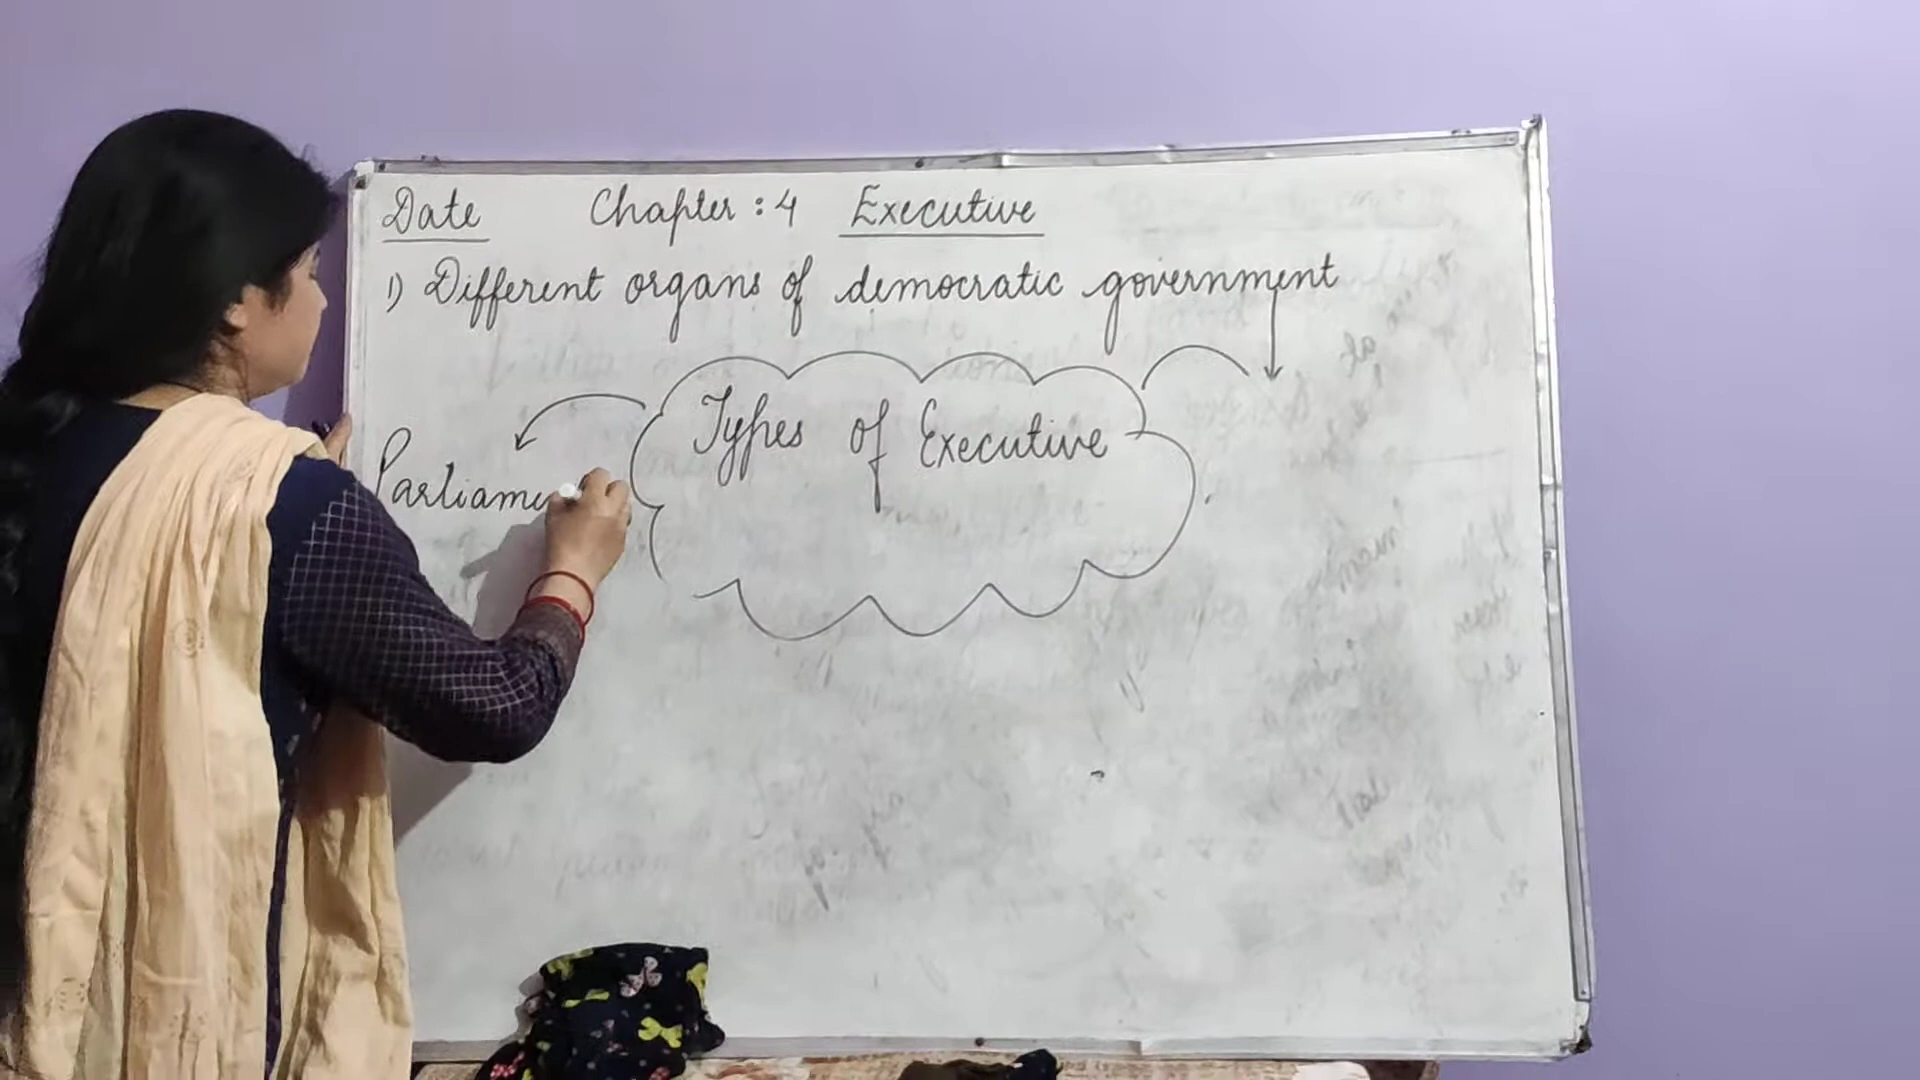 Date Chapter : 4 Executive
1) Different organs of democratic government
Types of Executive
Parliame